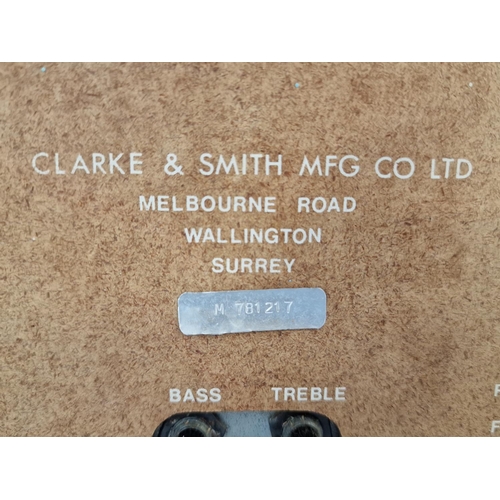 CLARKE & SMITH MFG CO LTD
MELBOURNE ROAD
WALLINGTON
SURREY
M 781217
BASS TREBLE